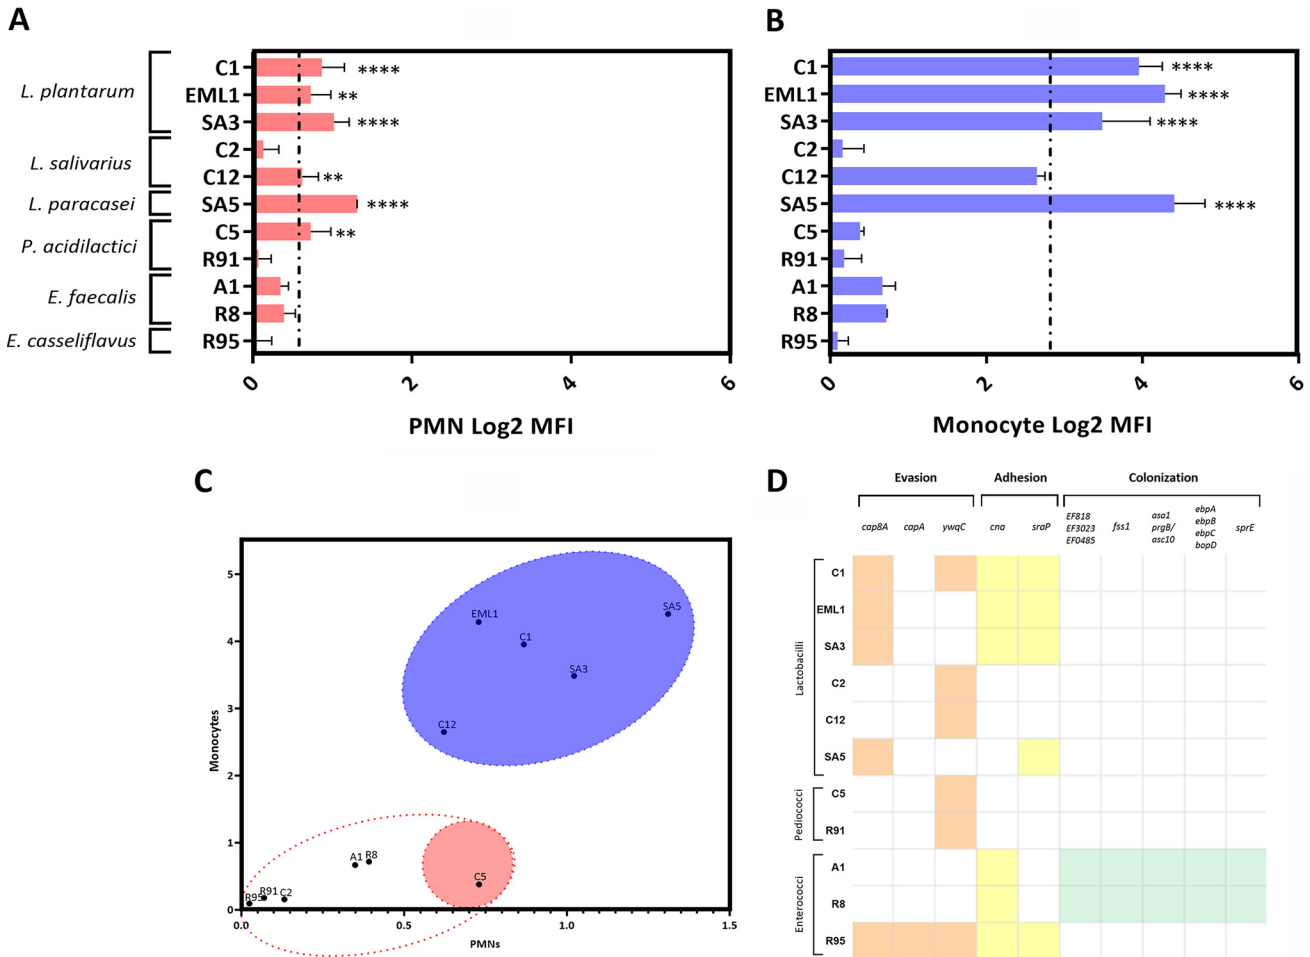 A
L. plantarum
L. salivarius
L. paracasei
P. acidilactici
E. faecalis
E. casseliflavus
C1 ****
EML1 **
SA3 ****
C2
C12 **
SA5 ****
C5 **
R91
A1
R8
R95
0 2 4 6
PMN Log2 MFI
B
C1 ****
EML1 ****
SA3 ****
C2
C12
SA5 ****
C5
R91
A1
R8
R95
0 2 4 6
Monocyte Log2 MFI
C
Monocytes
5
4
3
2
1
0
EML1
SA5
C1
SA3
C12
A1 R8
C5
R95 R91 C2
0.0 0.5 1.0 1.5
PMNs
D
Evasion Adhesion Colonization
cap8A capA ywqC cna sraP
EF818
EF3023
EF0485
fss1
asa1
prgB/
asc10
ebpA
ebpB
ebpC
bopD
sprE
Lactobacilli
C1
EML1
SA3
C2
C12
SA5
Pediococci
C5
R91
Enterococci
A1
R8
R95